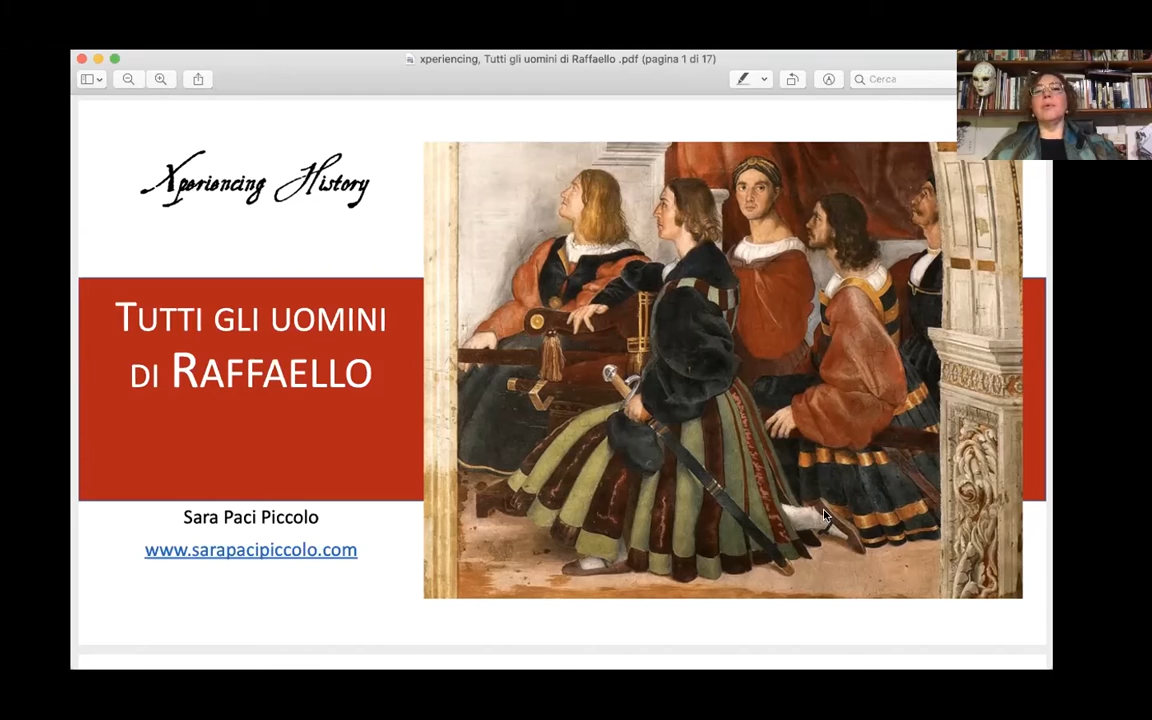 xperiencing, Tutti gli uomini di Raffaello .pdf (pagina 1 di 17)
Cerca
Xperiencing History
TUTTI GLI UOMINI
DI RAFFAELLO
Sara Paci Piccolo
www.sarapacipiccolo.com